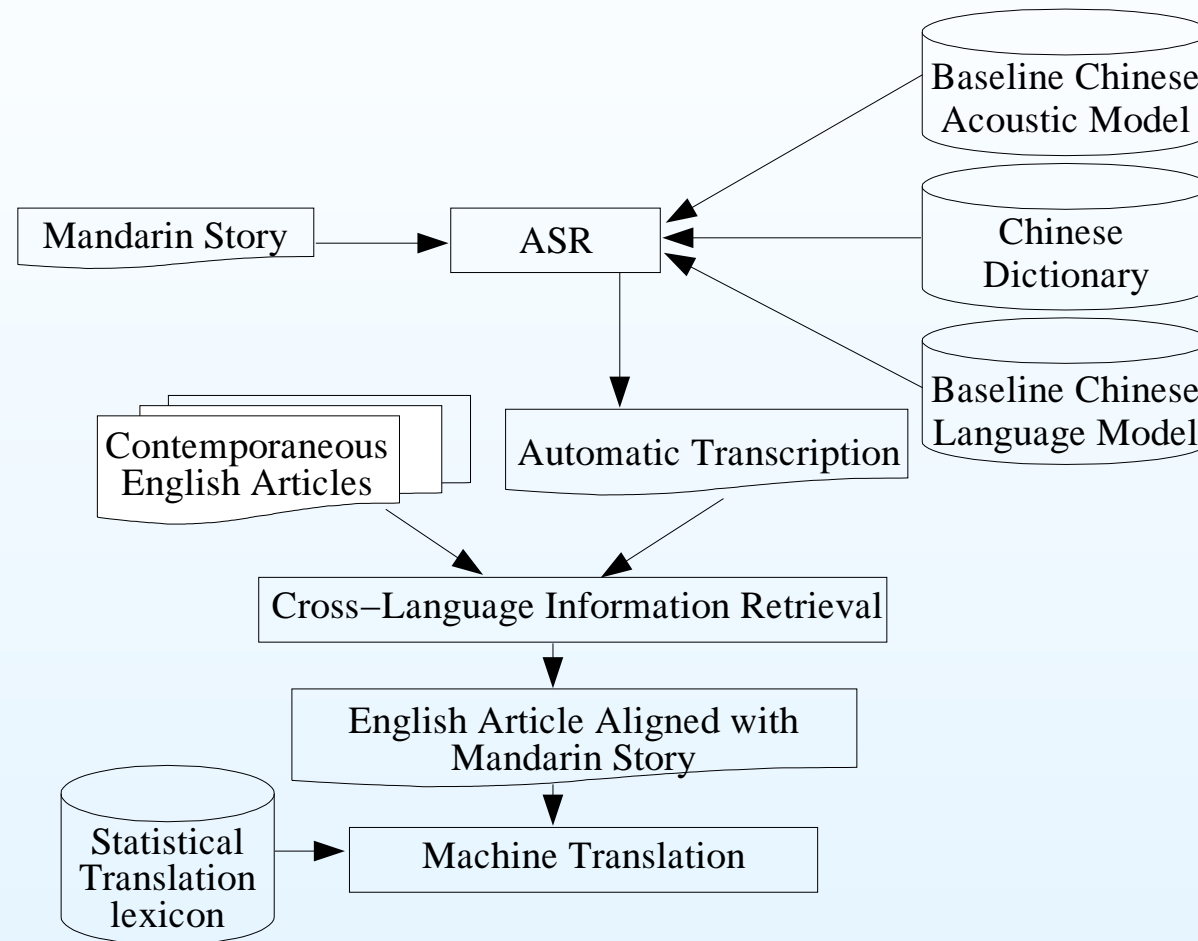 Baseline Chinese
Acoustic Model
Mandarin Story
ASR
Chinese
Dictionary
Baseline Chinese
Language Model
Contemporaneous
English Articles
Automatic Transcription
Cross−Language Information Retrieval
English Article Aligned with
Mandarin Story
Statistical
Translation
lexicon
Machine Translation